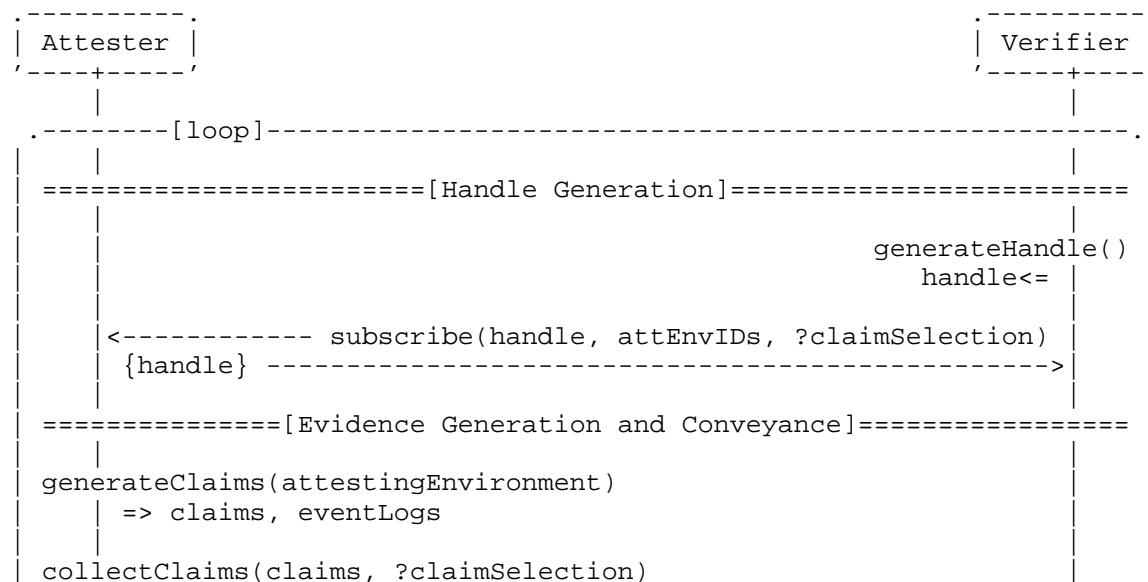 Attester Verifier
[loop]
[Handle Generation]
generateHandle()
handle<=
subscribe(handle, attEnvIDs, ?claimSelection)
{handle}
[Evidence Generation and Conveyance]
generateClaims(attestingEnvironment)
=> claims, eventLogs
collectClaims(claims, ?claimSelection)